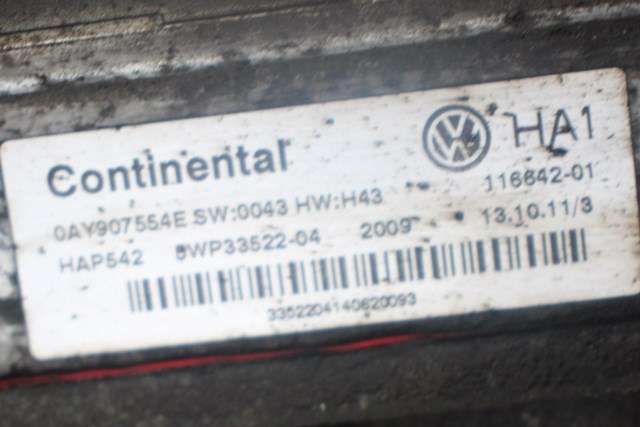 Continental HA1
0AY907554E SW:0043 HW:H43 116642-01
HAP542 5WP33522-04 2009 13.10.11/3
3352204140620093